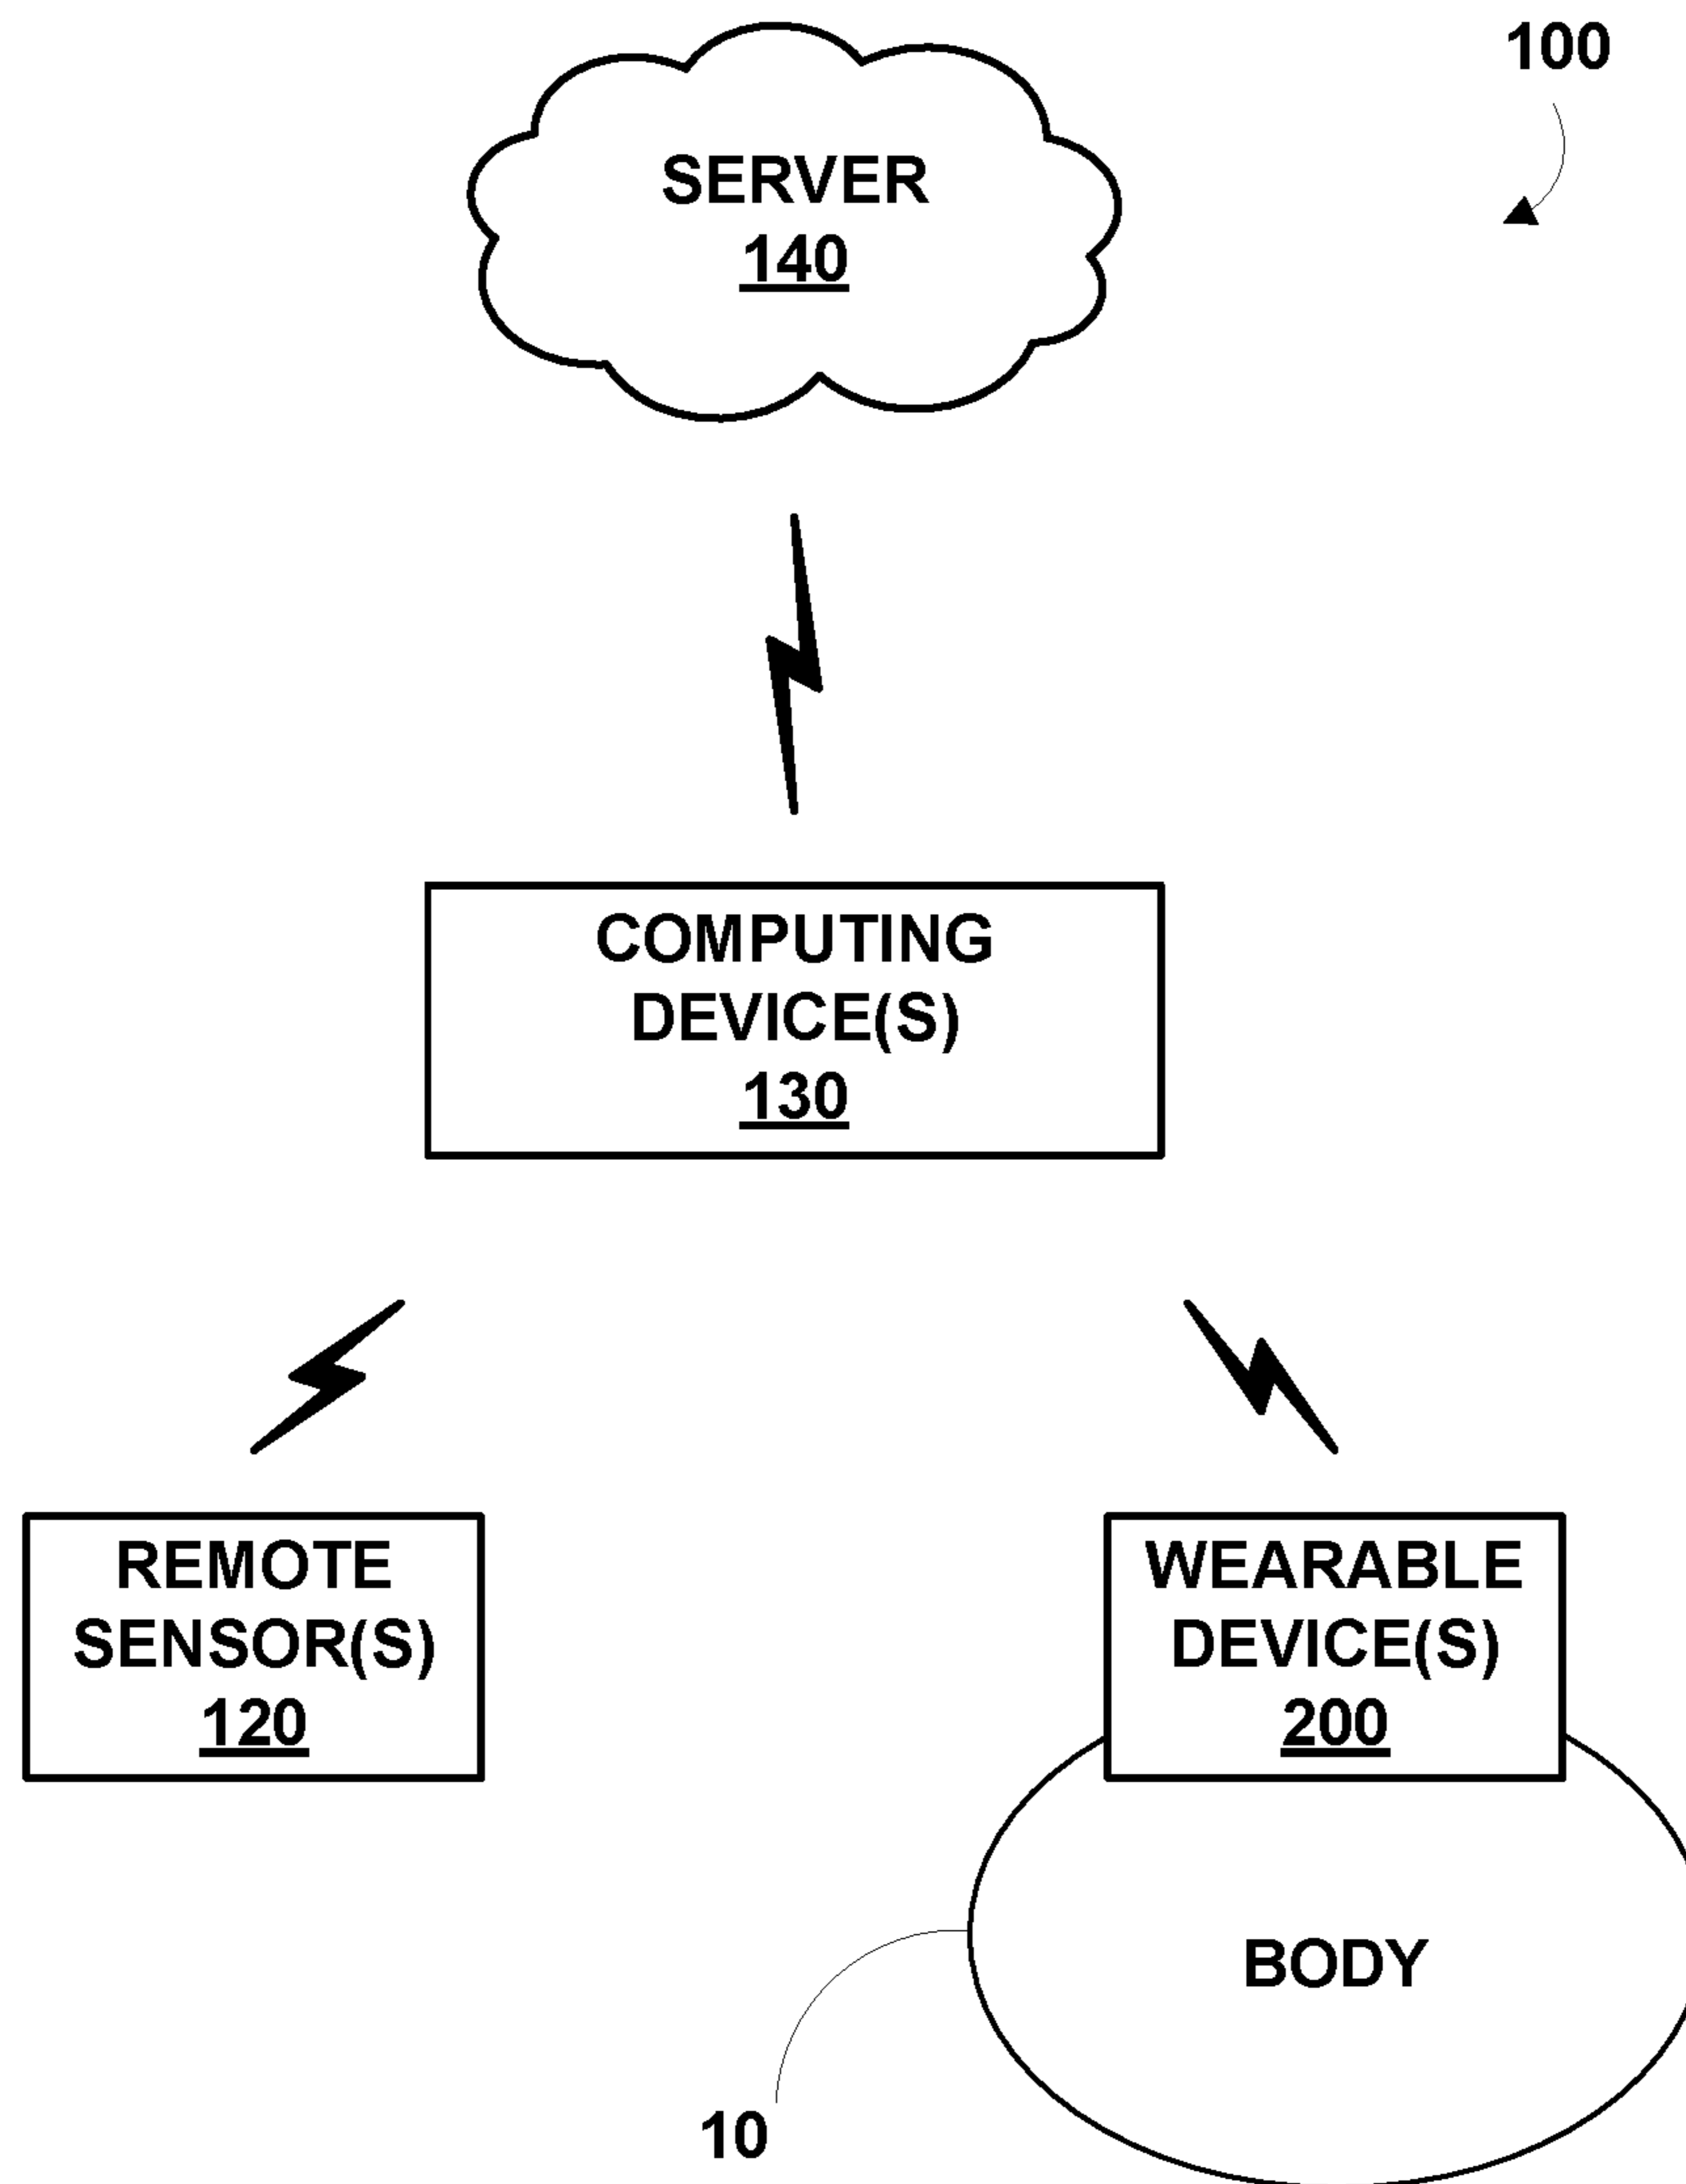 100
SERVER
140
COMPUTING
DEVICE(S)
130
REMOTE
SENSOR(S)
120
WEARABLE
DEVICE(S)
200
BODY
10